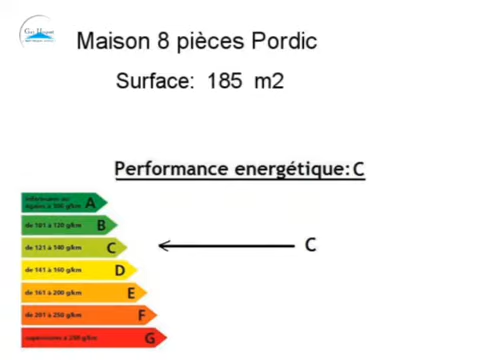 Maison 8 pièces Pordic
Surface: 185 m2
Performance energétique: C
A
de 101 à 120 g/km B
de 121 à 140 g/km C
C
de 141 à 160 g/km D
de 161 à 200 g/km E
de 201 à 250 g/km F
supérieures à 250 g/km G